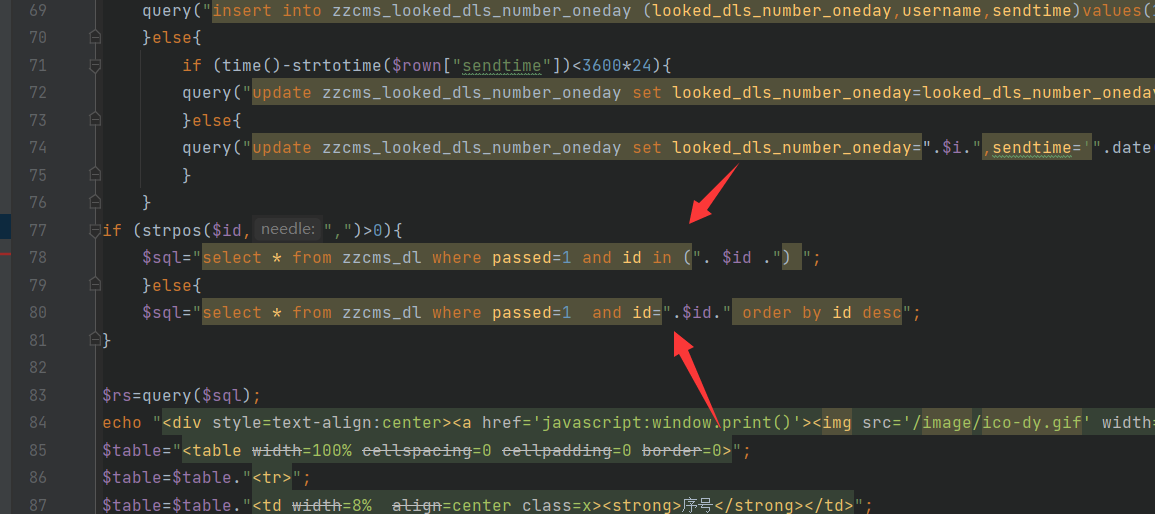 69 query("insert into zzcms_looked_dls_number_oneday (looked_dls_number_oneday,username,sendtime)values(
70 }else{
71 if (time()-strtotime($rown["sendtime"])<3600*24){
72 query("update zzcms_looked_dls_number_oneday set looked_dls_number_oneday=looked_dls_number_oneday
73 }else{
74 query("update zzcms_looked_dls_number_oneday set looked_dls_number_oneday=".$i.",sendtime='".date
75 }
76 }
77 if (strpos($id, needle: ",")>0){
78 $sql="select * from zzcms_dl where passed=1 and id in (". $id .") ";
79 }else{
80 $sql="select * from zzcms_dl where passed=1  and id=".$id." order by id desc";
81 }
82
83 $rs=query($sql);
84 echo "<div style=text-align:center><a href='javascript:window.print()'><img src='/image/ico-dy.gif' width=
85 $table="<table width=100% cellspacing=0 cellpadding=0 border=0>";
86 $table=$table."<tr>";
87 $table=$table."<td width=8%  align=center class=x><strong>序号</strong></td>";